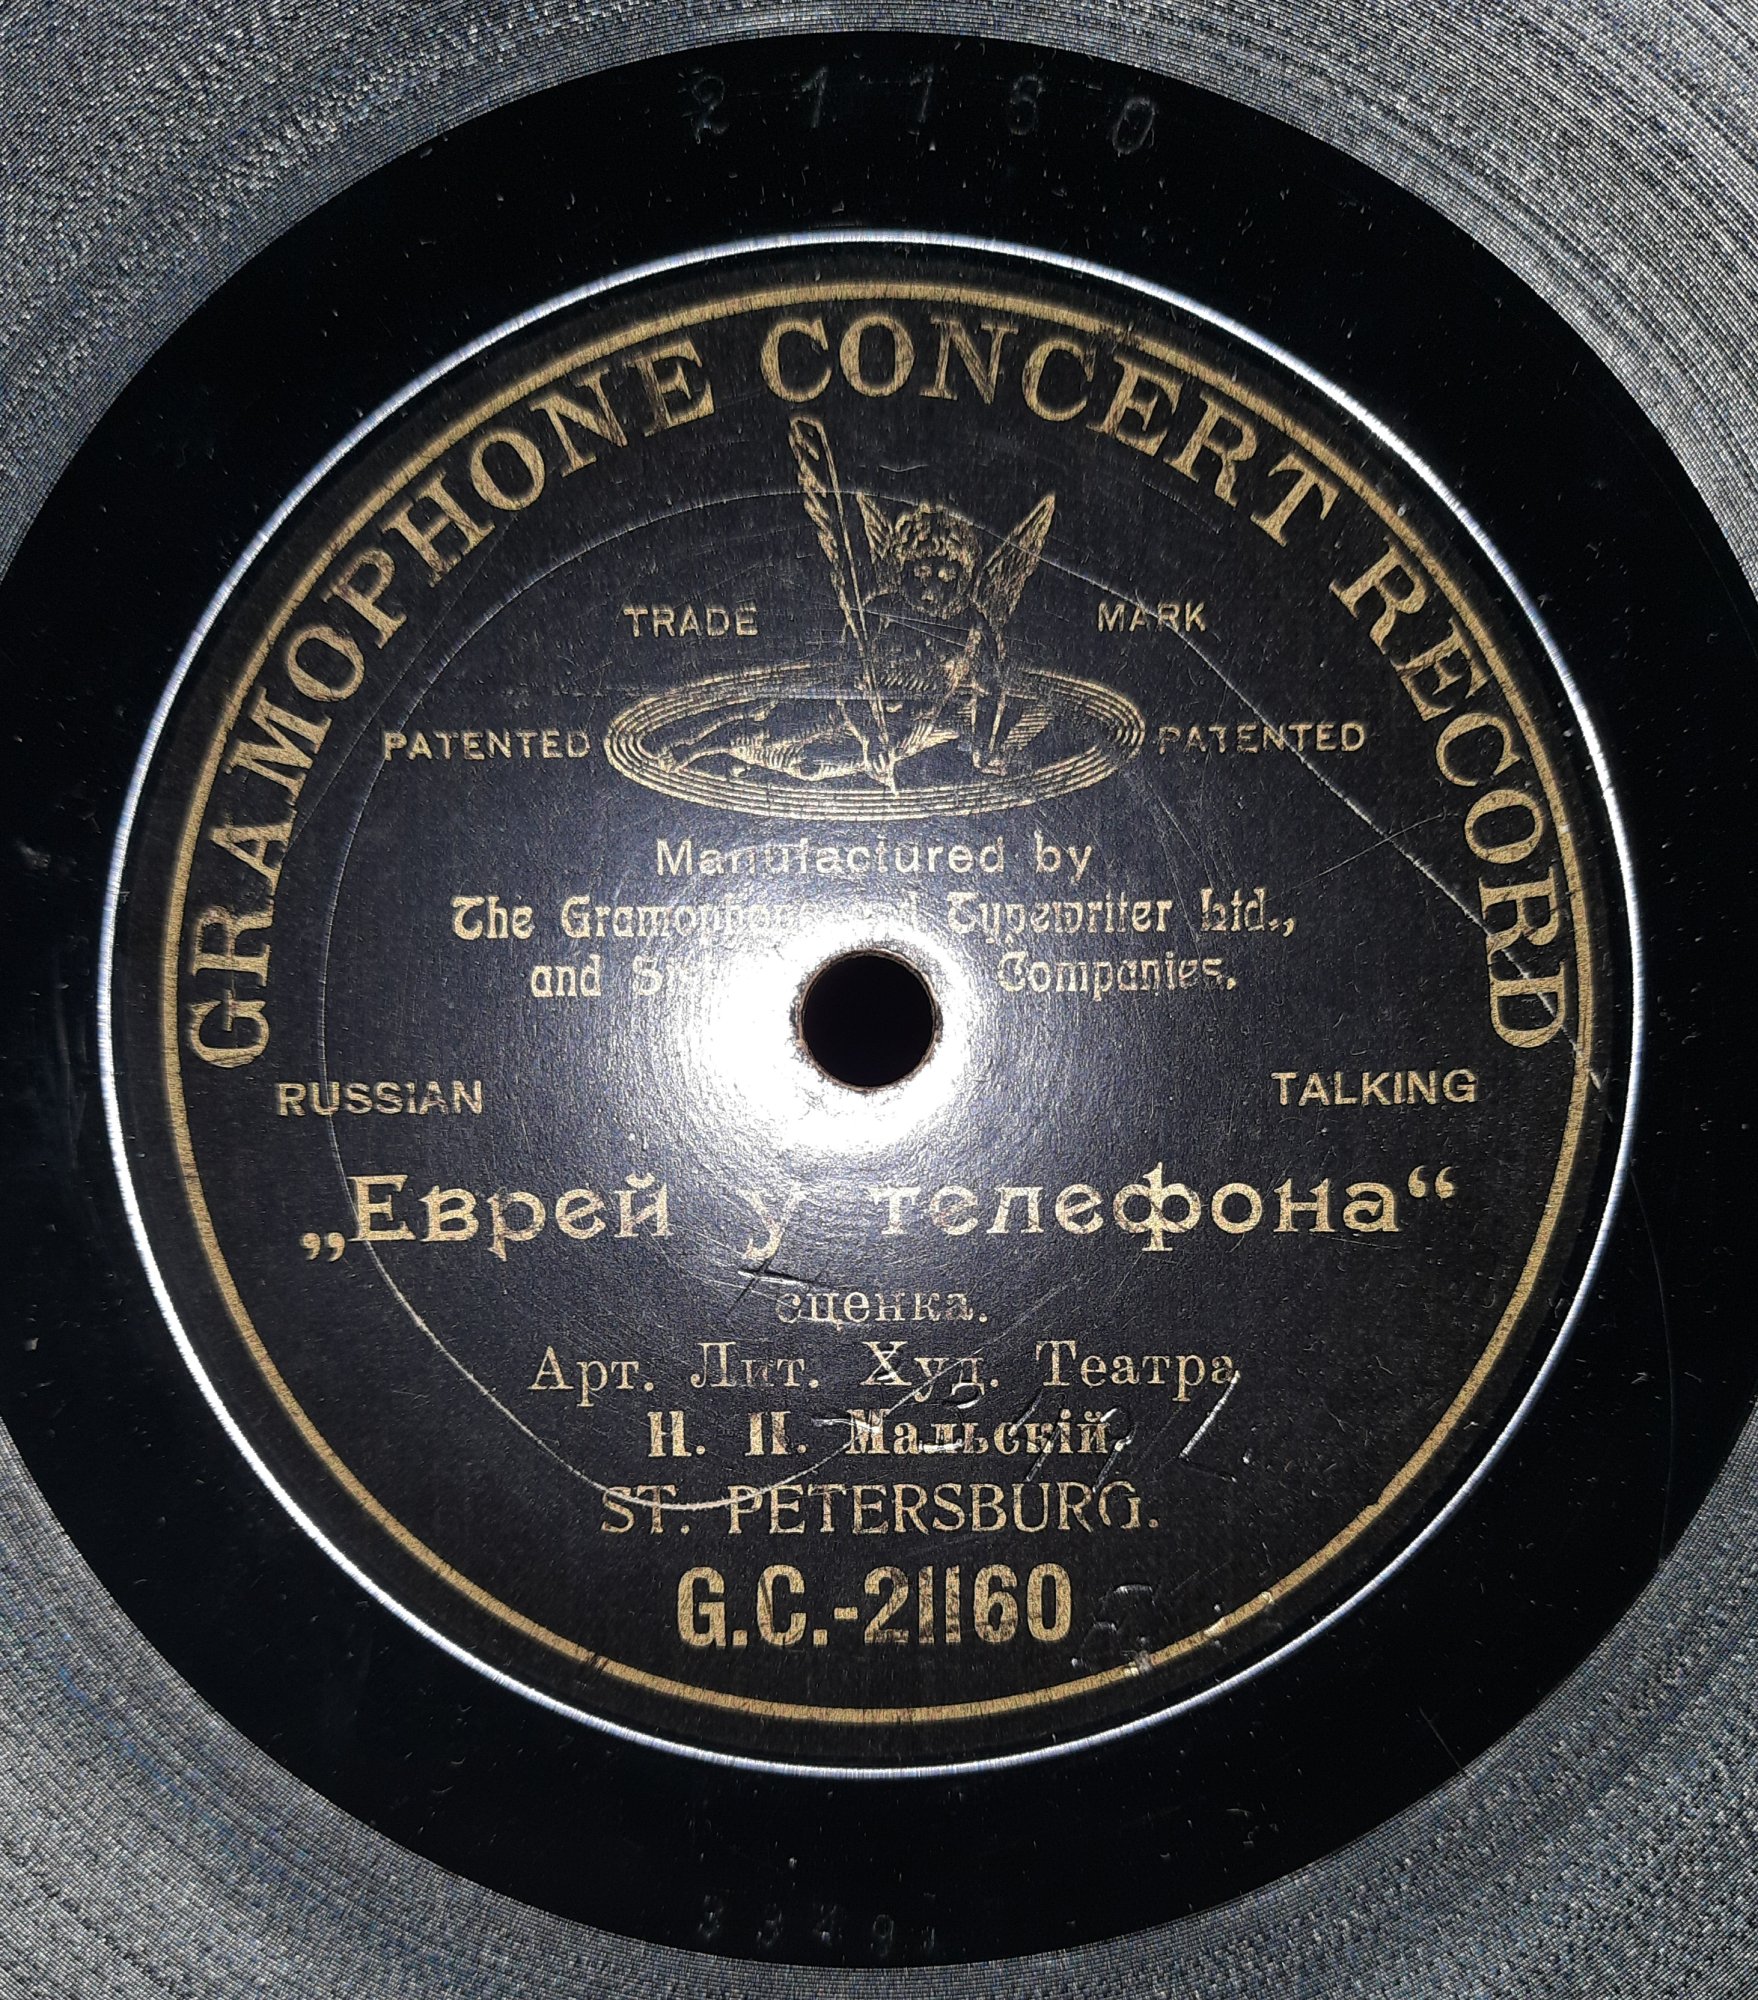 21160
GRAMOPHONE CONCERT RECORD
TRADE MARK
PATENTED PATENTED
Manufactured by
The Gramophone and Typewriter Ltd.,
and Companies.
RUSSIAN TALKING
„Еврей у телефона“
сценка.
Арт. Лит. Худ. Театра
Н. П. Мальскій.
ST. PETERSBURG.
G.C.-21160